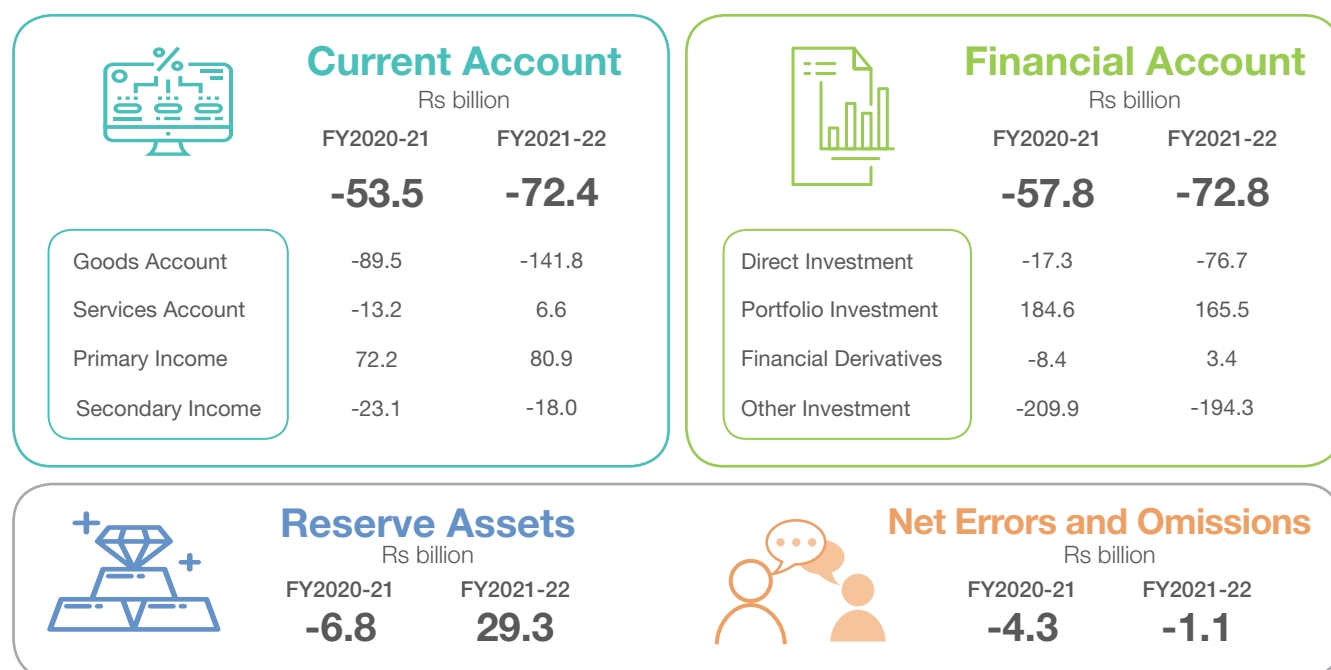 Current Account
Rs billion
FY2020-21 FY2021-22
-53.5 -72.4
Goods Account -89.5 -141.8
Services Account -13.2 6.6
Primary Income 72.2 80.9
Secondary Income -23.1 -18.0
Financial Account
Rs billion
FY2020-21 FY2021-22
-57.8 -72.8
Direct Investment -17.3 -76.7
Portfolio Investment 184.6 165.5
Financial Derivatives -8.4 3.4
Other Investment -209.9 -194.3
Reserve Assets
Rs billion
FY2020-21 FY2021-22
-6.8 29.3
Net Errors and Omissions
Rs billion
FY2020-21 FY2021-22
-4.3 -1.1